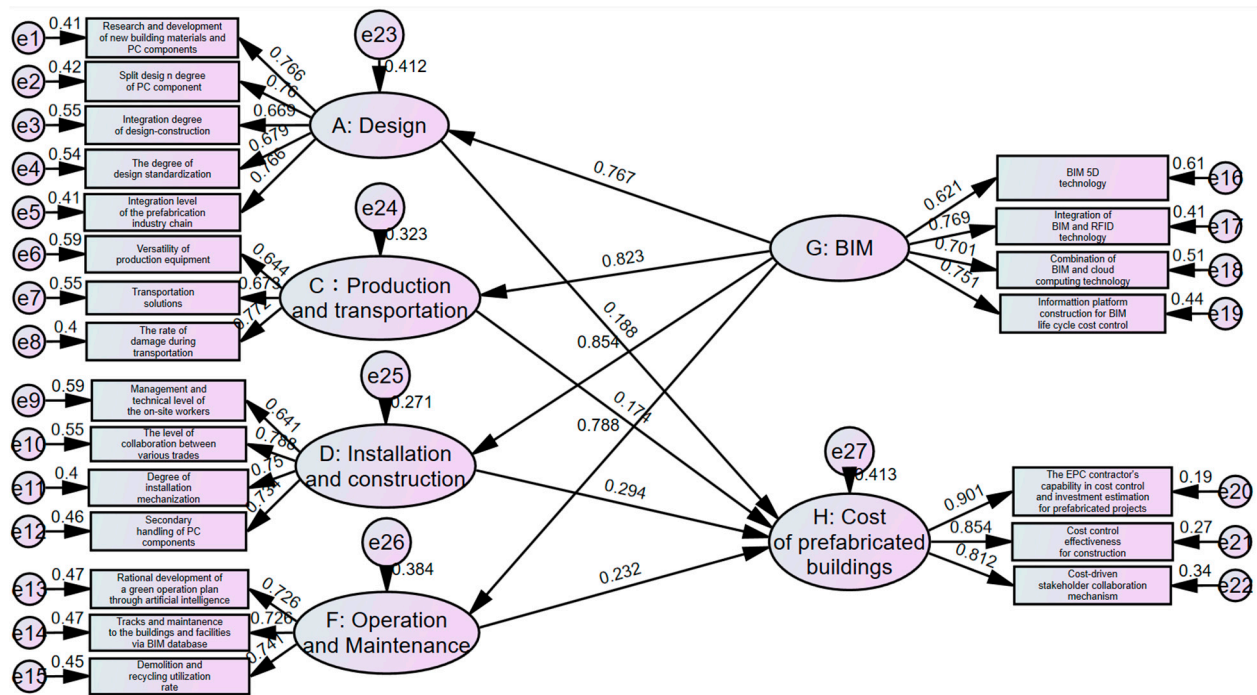 e1
0.41
Research and development
of new building materials and
PC components
0.766
e2
0.42
Split desig n degree
of PC component
0.76
e3
0.55
Integration degree
of design-construction
0.669
e4
0.54
The degree of
design standardization
0.679
e5
0.41
Integration level
of the prefabrication
industry chain
0.766
e23
0.412
A: Design
e6
0.59
Versatility of
production equipment
0.644
e7
0.55
Transportation
solutions
0.673
e8
0.4
The rate of
damage during
transportation
0.772
e24
0.323
C：Production
and transportation
e9
0.59
Management and
technical level of
the on-site workers
0.641
e10
0.55
The level of
collaboration between
various trades
0.788
e11
0.4
Degree of
installation
mechanization
0.75
e12
0.46
Secondary
handling of PC
components
0.734
e25
0.271
D: Installation
and construction
e13
0.47
Rational development of
a green operation plan
through artificial intelligence
0.726
e14
0.47
Tracks and maintanence
to the buildings and facilities
via BIM database
0.726
e15
0.45
Demolition and
recycling utilization
rate
0.741
e26
0.384
F: Operation
and Maintenance
0.767
0.823
0.854
0.788
0.188
0.174
0.294
0.232
G: BIM
0.621
BIM 5D
technology
0.61
e16
0.769
Integration of
BIM and RFID
technology
0.41
e17
0.701
Combination of
BIM and cloud
computing technology
0.51
e18
0.751
Informattion platform
construction for BIM
life cycle cost control
0.44
e19
e27
0.413
H: Cost
of prefabricated
buildings
0.901
The EPC contractor's
capability in cost control
and investment estimation
for prefabricated projects
0.19
e20
0.854
Cost control
effectiveness
for construction
0.27
e21
0.812
Cost-driven
stakeholder collaboration
mechanism
0.34
e22